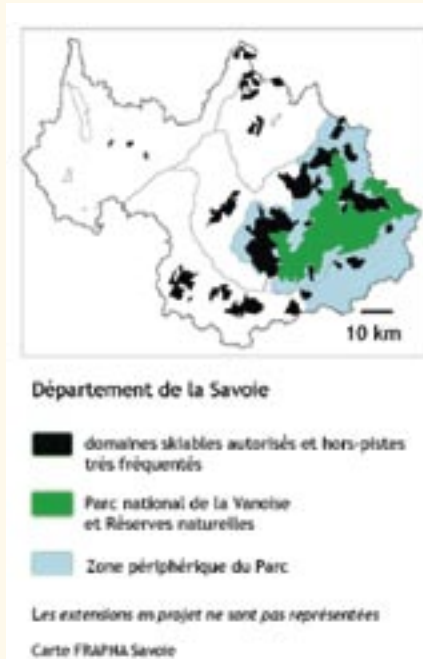 10 km
Département de la Savoie
domaines skiables autorisés et hors-pistes
très fréquentés
Parc national de la Vanoise
et Réserves naturelles
Zone périphérique du Parc
Les extensions en projet ne sont pas représentées
Carte FRAPNA Savoie